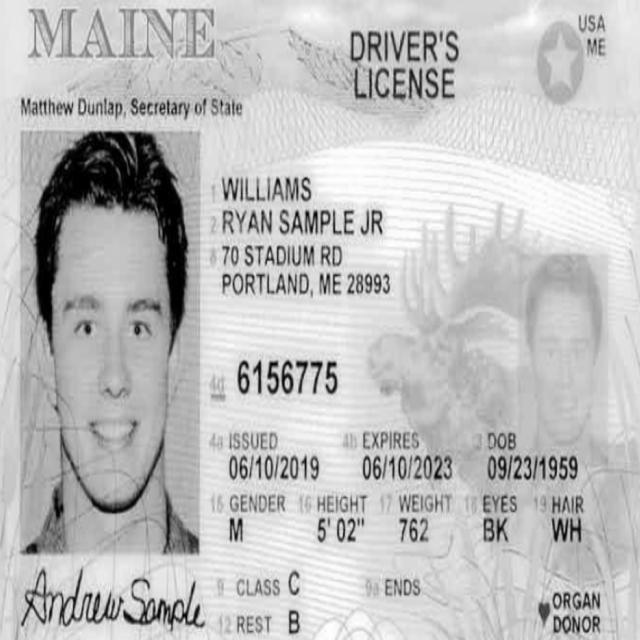 MAINE
DRIVER'S
LICENSE
USA
ME
Matthew Dunlap, Secretary of State
1 WILLIAMS
2 RYAN SAMPLE JR
8 70 STADIUM RD
PORTLAND, ME 28993
4d 6156775
4a ISSUED 4b EXPIRES 3 DOB
06/10/2019 06/10/2023 09/23/1959
15 GENDER 16 HEIGHT 17 WEIGHT 18 EYES 19 HAIR
M 5' 02" 762 BK WH
Andrew Sample
9 CLASS C 9a ENDS
12 REST B
ORGAN
DONOR